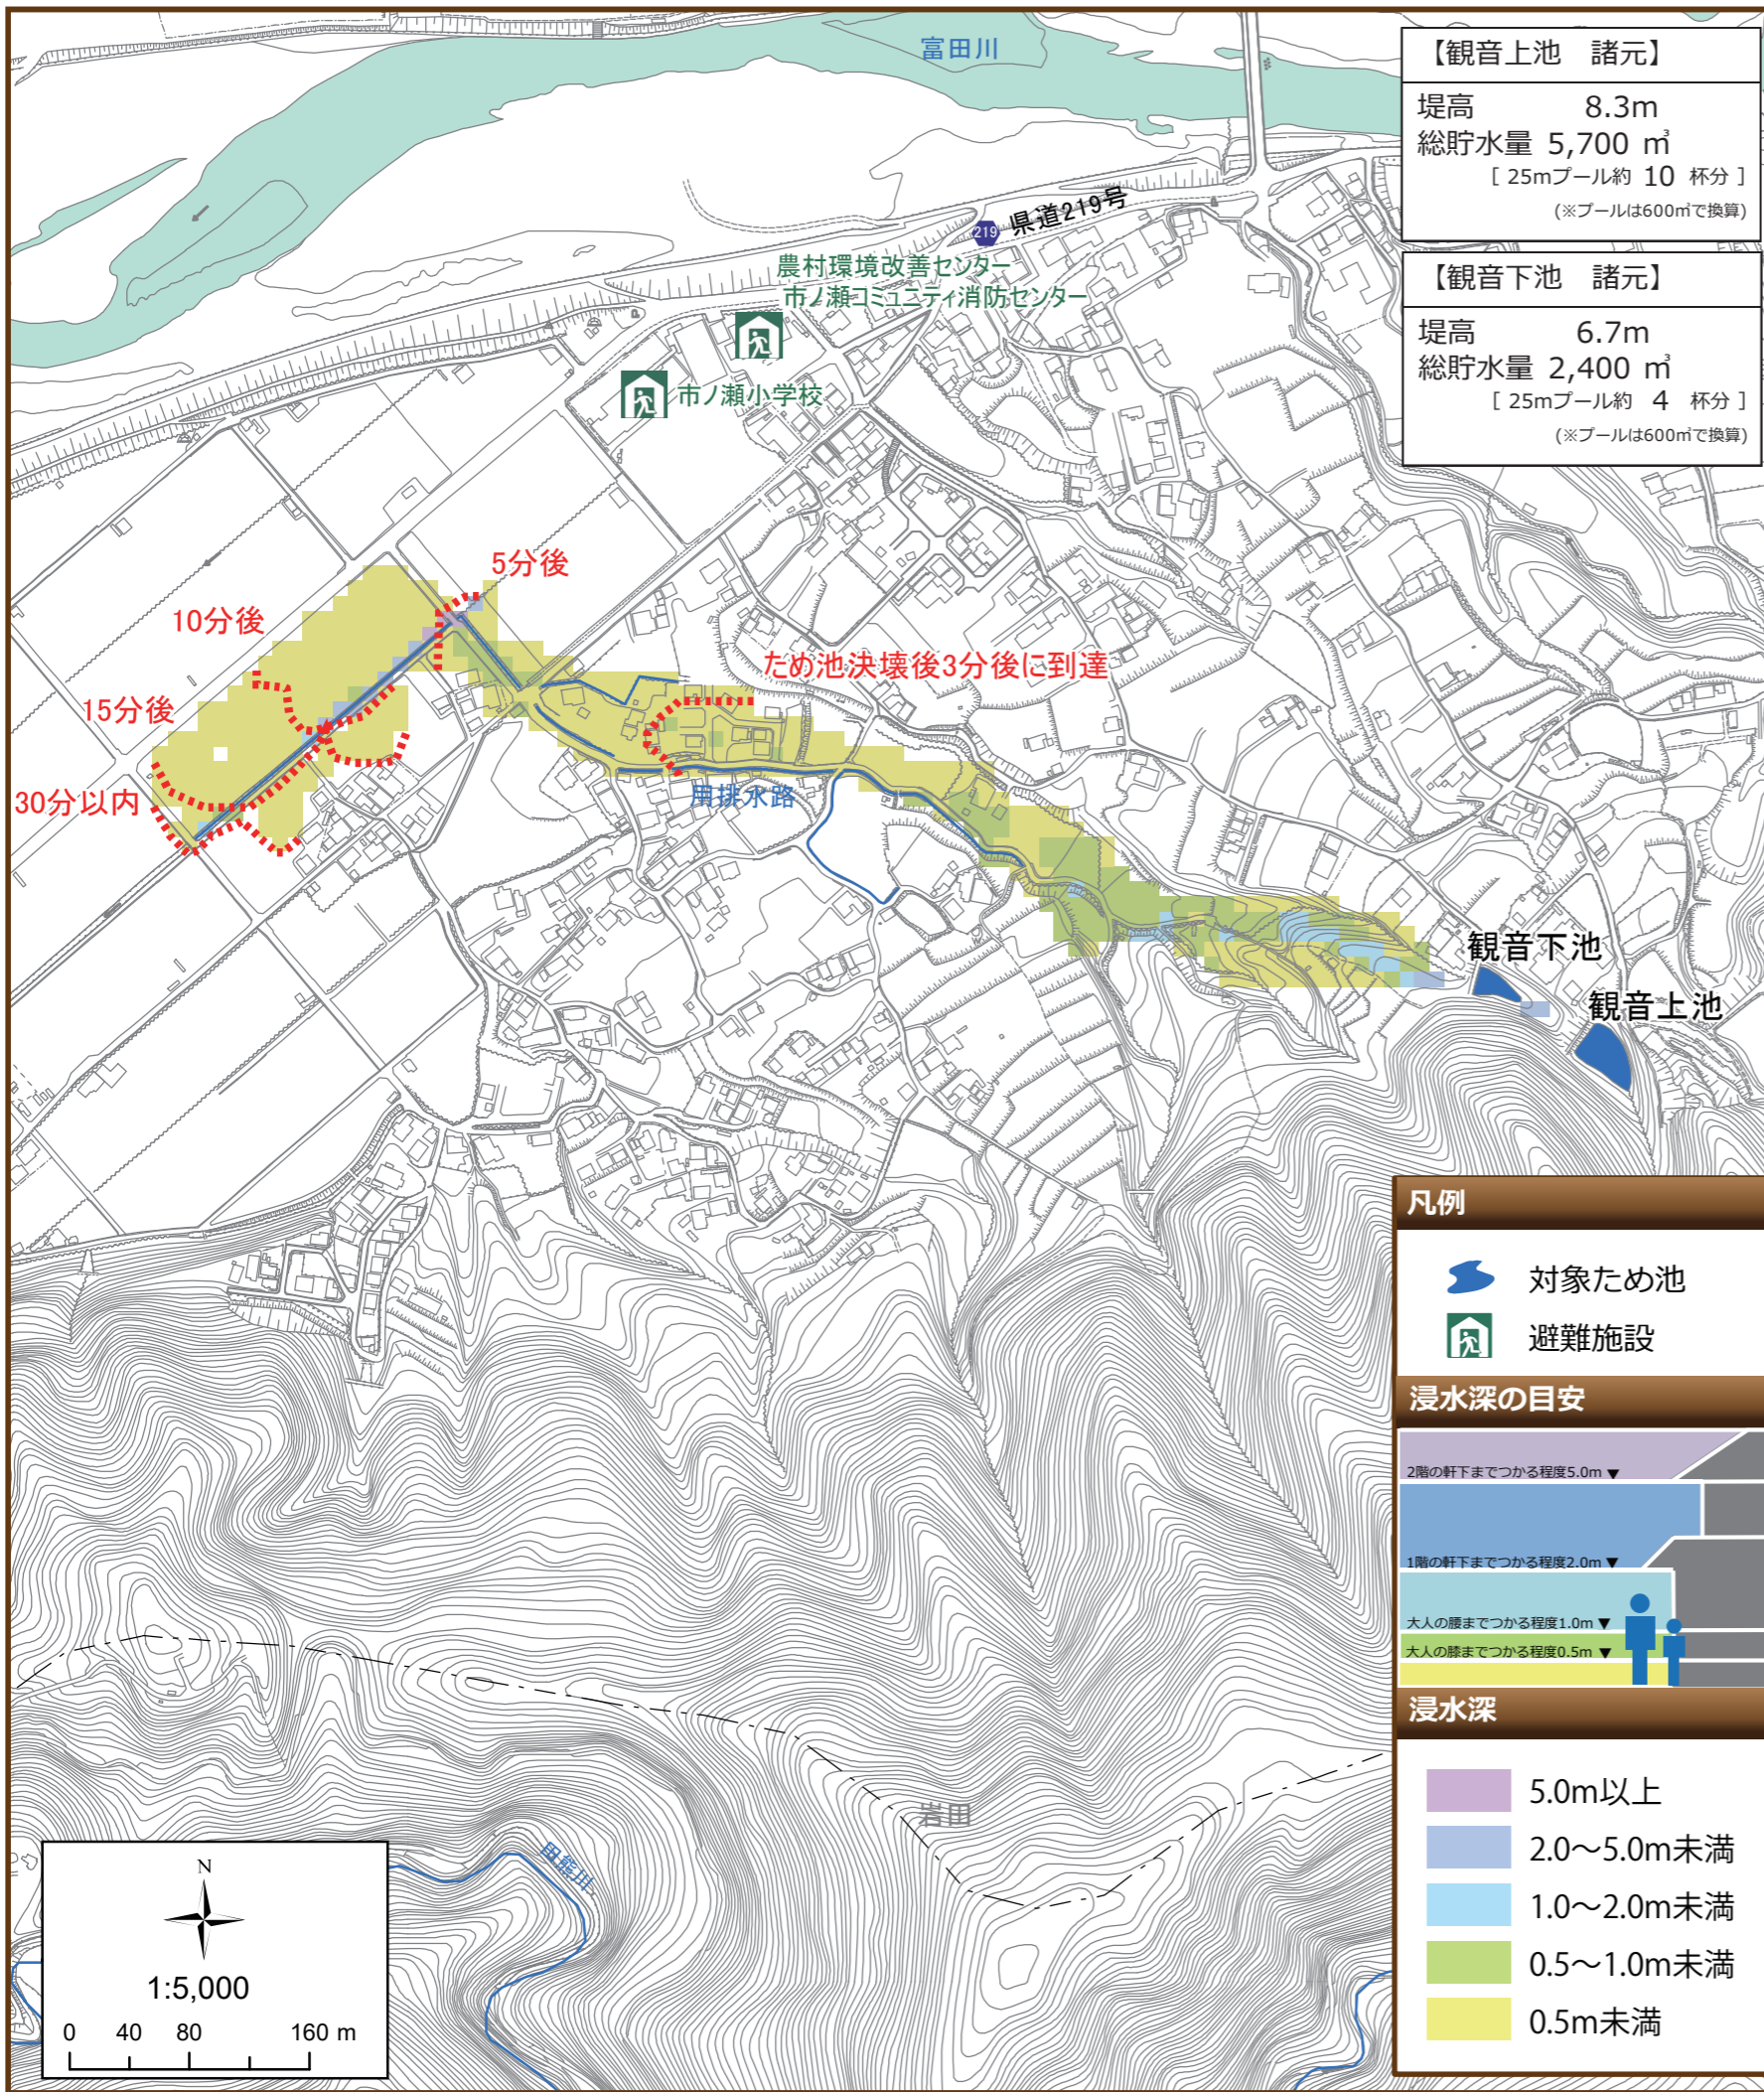 富田川
【観音上池　諸元】
堤高　8.3m
総貯水量 5,700 ㎥
[ 25mプール約 10 杯分 ]
(※プールは600㎥で換算)
【観音下池　諸元】
堤高　6.7m
総貯水量 2,400 ㎥
[ 25mプール約 4 杯分 ]
(※プールは600㎥で換算)
219
県道219号
農村環境改善センター
市ノ瀬コミュニティ消防センター
市ノ瀬小学校
5分後
10分後
ため池決壊後3分後に到達
15分後
30分以内
用排水路
観音下池
観音上池
凡例
対象ため池
避難施設
浸水深の目安
2階の軒下までつかる程度5.0m ▼
1階の軒下までつかる程度2.0m ▼
大人の腰までつかる程度1.0m ▼
大人の膝までつかる程度0.5m ▼
浸水深
5.0m以上
2.0～5.0m未満
1.0～2.0m未満
0.5～1.0m未満
0.5m未満
岩田
田熊川
N
1:5,000
0 40 80 160 m